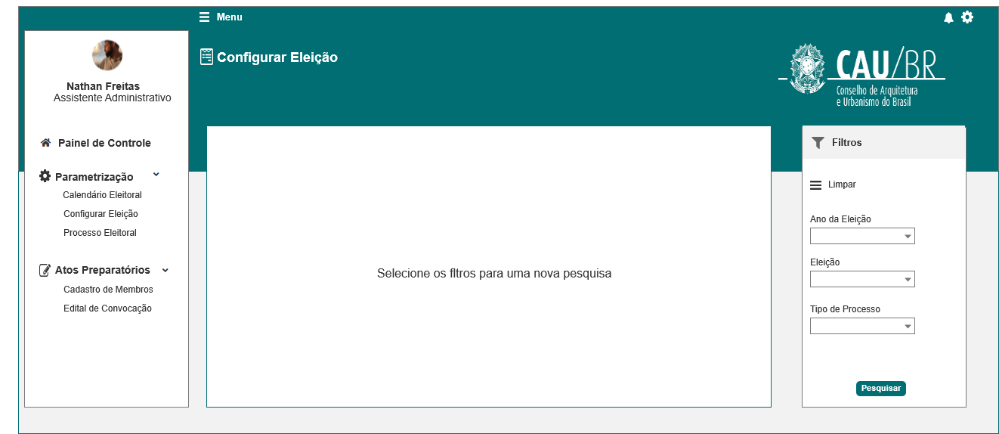 Menu
Nathan Freitas
Assistente Administrativo
Painel de Controle
Parametrização
Calendário Eleitoral
Configurar Eleição
Processo Eleitoral
Atos Preparatórios
Cadastro de Membros
Edital de Convocação
Configurar Eleição
CAU/BR
Conselho de Arquitetura
e Urbanismo do Brasil
Selecione os fltros para uma nova pesquisa
Filtros
Limpar
Ano da Eleição
Eleição
Tipo de Processo
Pesquisar